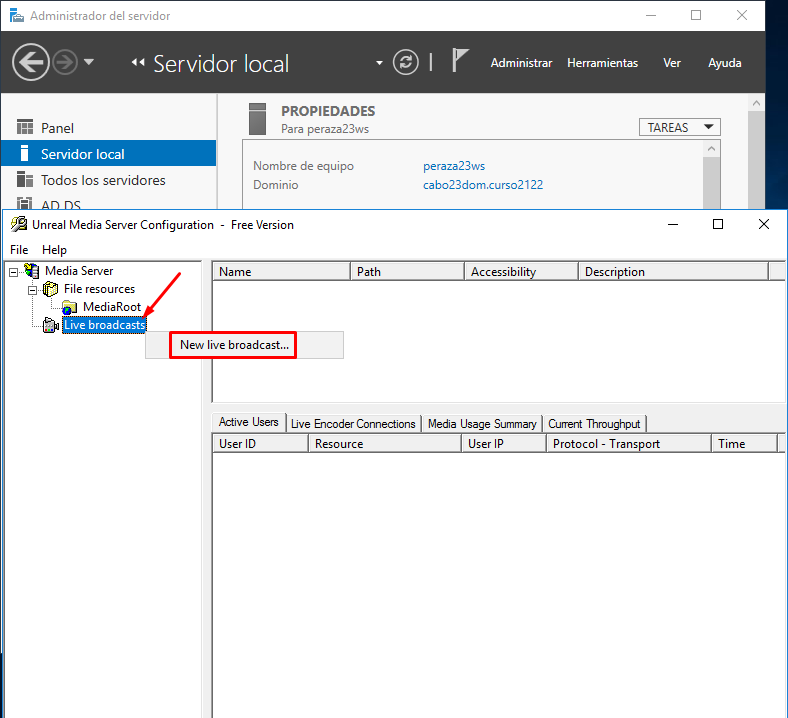 Administrador del servidor
Servidor local
Administrar Herramientas Ver Ayuda
Panel
Servidor local
Todos los servidores
AD DS
PROPIEDADES
Para peraza23ws
TAREAS
Nombre de equipo peraza23ws
Dominio cabo23dom.curso2122
Unreal Media Server Configuration - Free Version
File Help
Media Server
File resources
MediaRoot
Live broadcasts
New live broadcast...
Name Path Accessibility Description
Active Users Live Encoder Connections Media Usage Summary Current Throughput
User ID Resource User IP Protocol - Transport Time